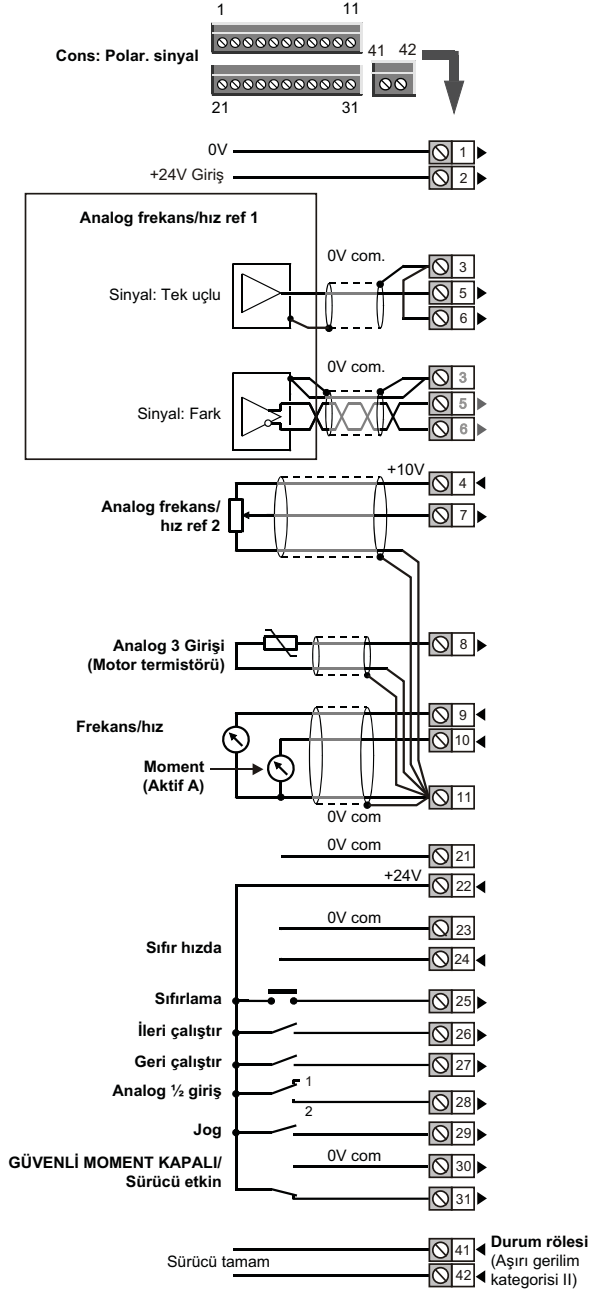 1 11
Cons: Polar. sinyal
41 42
21 31
0V 1
+24V Giriş 2
Analog frekans/hız ref 1
0V com. 3
Sinyal: Tek uçlu 5
6
0V com. 3
Sinyal: Fark 5
6
+10V 4
Analog frekans/
hız ref 2
7
Analog 3 Girişi
(Motor termistörü)
8
Frekans/hız 9
10
Moment
(Aktif A)
11
0V com
0V com 21
+24V 22
0V com 23
Sıfır hızda
24
Sıfırlama 25
İleri çalıştır 26
Geri çalıştır 27
Analog ½ giriş 1
2 28
Jog 29
GÜVENLİ MOMENT KAPALI/
Sürücü etkin
0V com 30
31
Sürücü tamam
41
42
Durum rölesi
(Aşırı gerilim
kategorisi II)